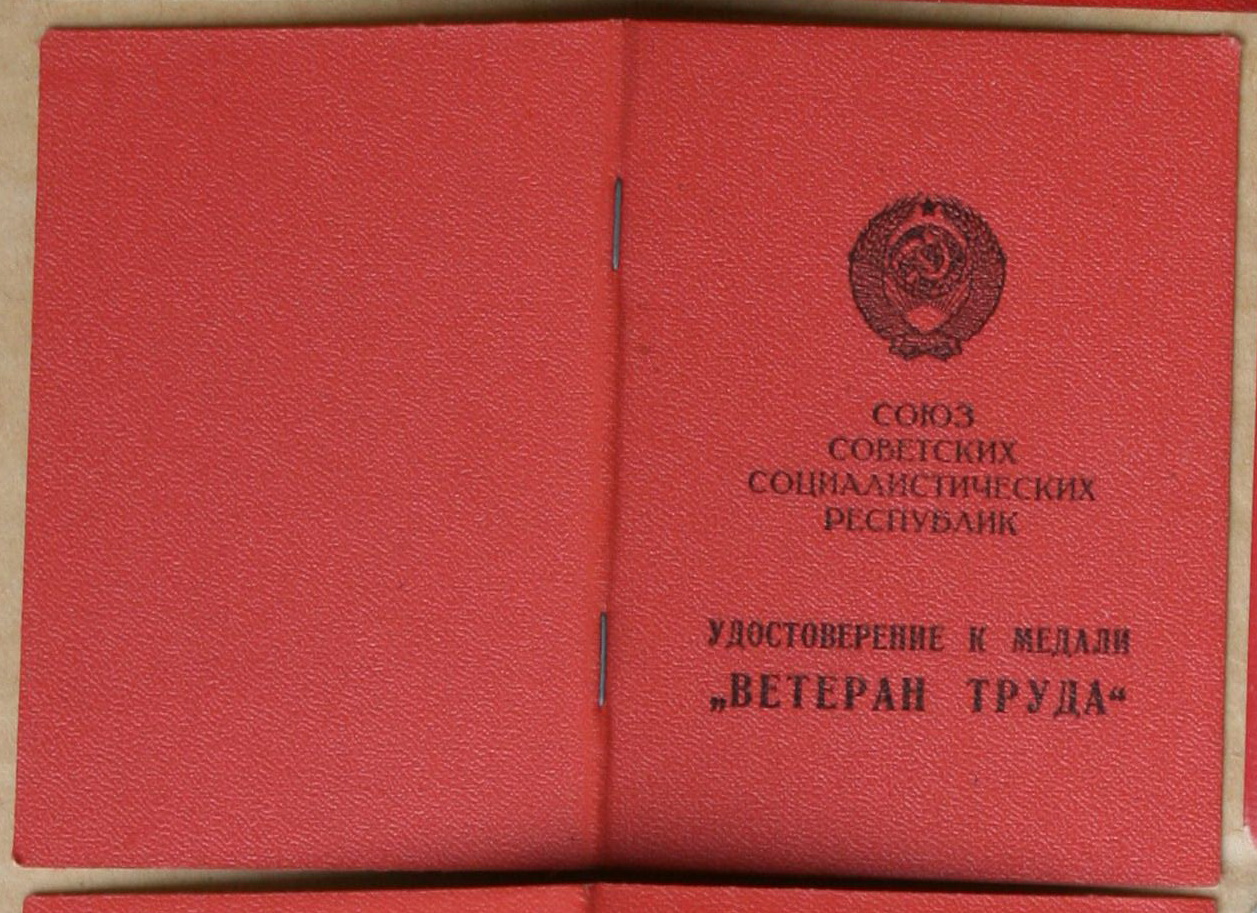 СОЮЗ
СОВЕТСКИХ
СОЦИАЛИСТИЧЕСКИХ
РЕСПУБЛИК
УДОСТОВЕРЕНИЕ К МЕДАЛИ
„ВЕТЕРАН ТРУДА“